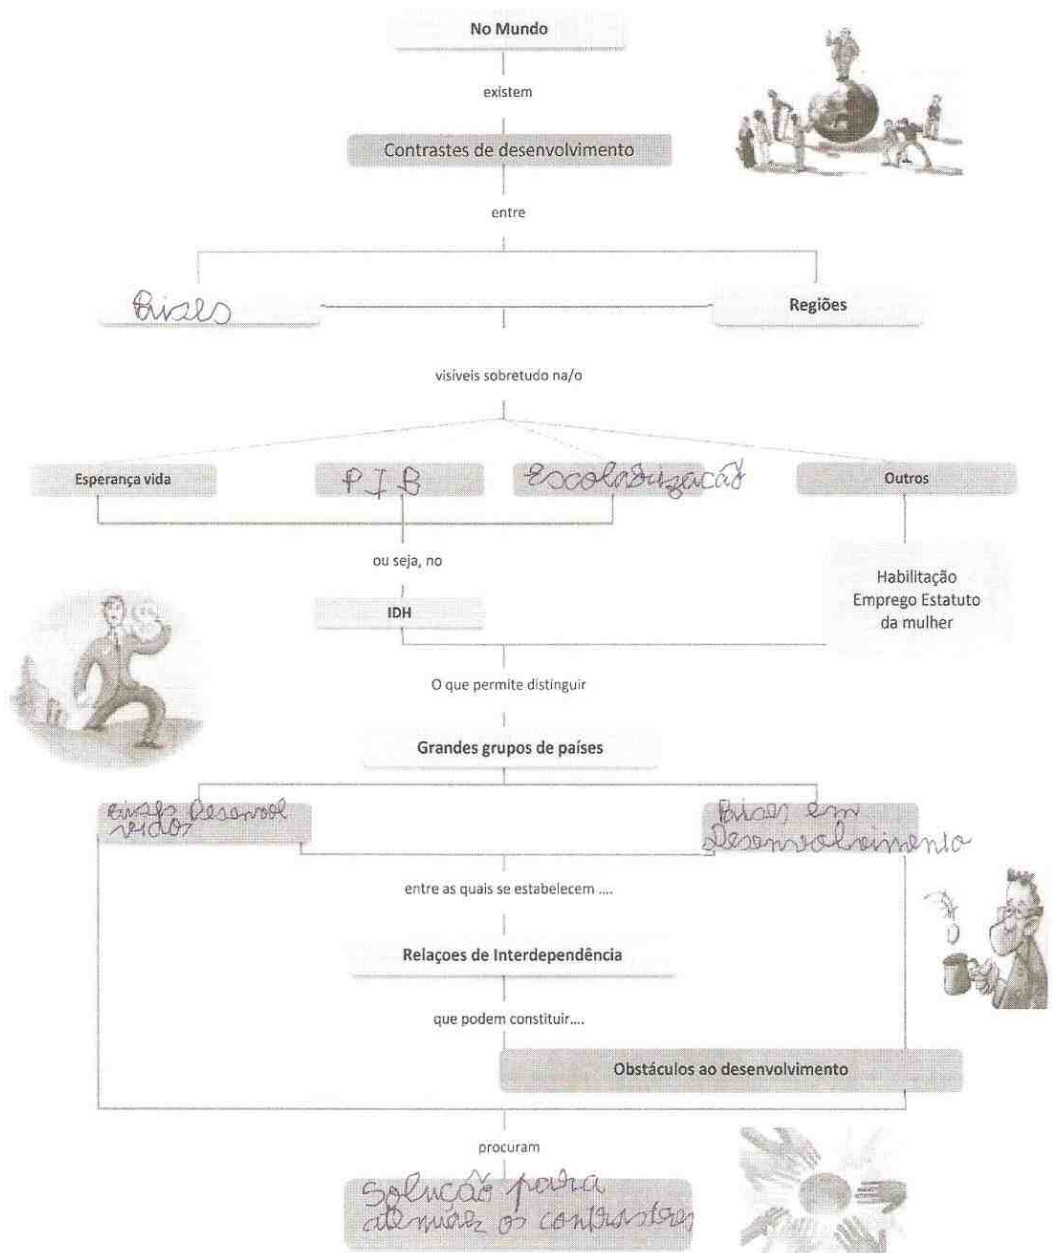 No Mundo
existem
Contrastes de desenvolvimento
entre
Países
Regiões
visíveis sobretudo na/o
Esperança vida
PIB
Escolarização
Outros
ou seja, no
Habilitação
Emprego Estatuto
da mulher
IDH
O que permite distinguir
Grandes grupos de países
Países Desenvol
vidos
Países em
Desenvolvimento
entre as quais se estabelecem ....
Relaçoes de Interdependência
que podem constituir....
Obstáculos ao desenvolvimento
procuram
Solução para
atenuar os contrastes